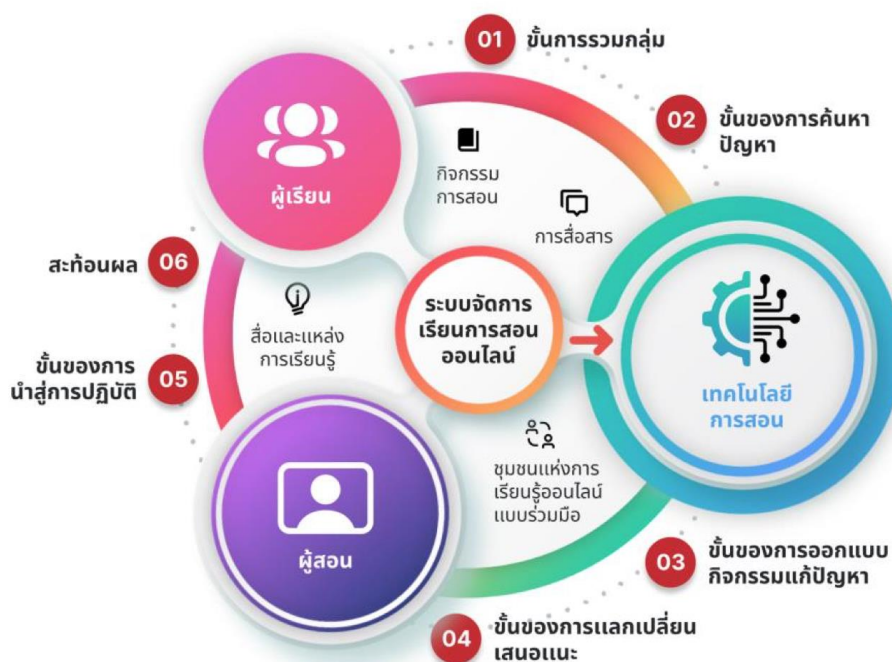 01
ขั้นการรวมกลุ่ม
02
ขั้นของการค้นหา
ปัญหา
ผู้เรียน
กิจกรรม
การสอน
การสื่อสาร
06
สะท้อนผล
สื่อและแหล่ง
การเรียนรู้
ระบบจัดการ
เรียนการสอน
ออนไลน์
เทคโนโลยี
การสอน
05
ขั้นของการ
นำสู่การปฏิบัติ
ชุมชนแห่งการ
เรียนรู้ออนไลน์
แบบร่วมมือ
ผู้สอน
03
ขั้นของการออกแบบ
กิจกรรมแก้ปัญหา
04
ขั้นของการแลกเปลี่ยน
เสนอแนะ